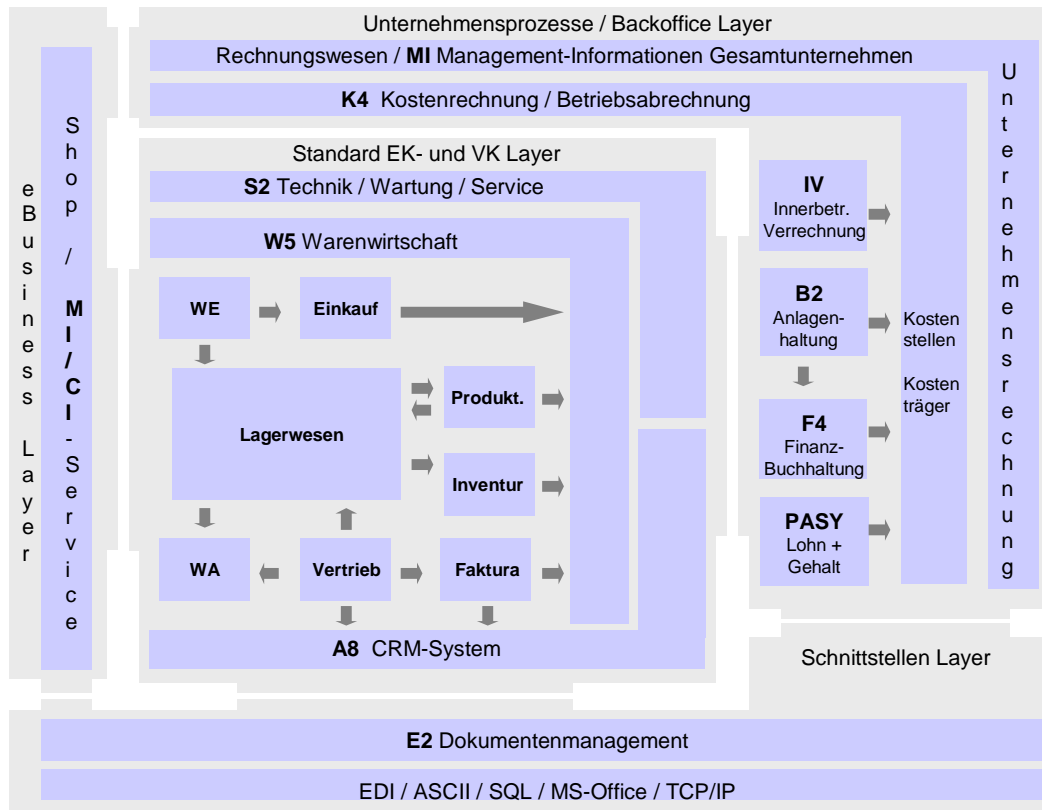 Unternehmensprozesse / Backoffice Layer
Rechnungswesen / MI Management-Informationen Gesamtunternehmen
Unternehmensrechnung
K4 Kostenrechnung / Betriebsabrechnung
eBusiness Layer
Shop / MI/CI-Service
Standard EK- und VK Layer
S2 Technik / Wartung / Service
W5 Warenwirtschaft
WE
Einkauf
Lagerwesen
Produkt.
Inventur
WA
Vertrieb
Faktura
A8 CRM-System
IV
Innerbetr.
Verrechnung
B2
Anlagen-
haltung
F4
Finanz-
Buchhaltung
PASY
Lohn +
Gehalt
Kosten
stellen
Kosten
träger
Schnittstellen Layer
E2 Dokumentenmanagement
EDI / ASCII / SQL / MS-Office / TCP/IP